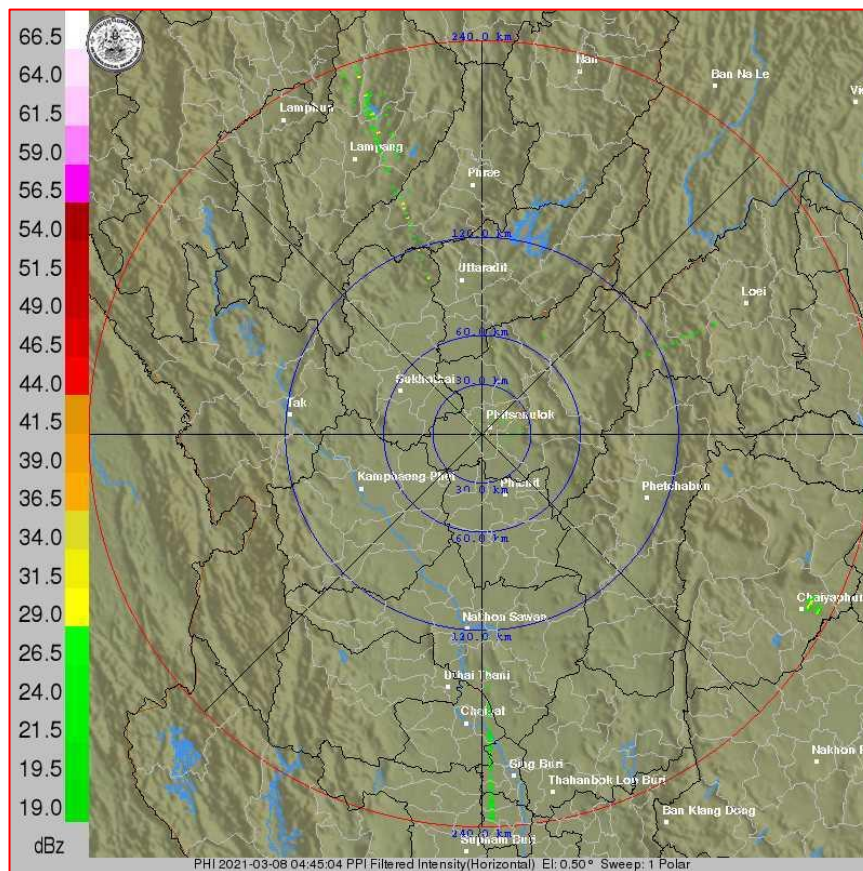 66.5
64.0
61.5
59.0
56.5
54.0
51.5
49.0
46.5
44.0
41.5
39.0
36.5
34.0
31.5
29.0
26.5
24.0
21.5
19.5
19.0
dBz
240.0 km
Nan
Ban Na Le
Lamphun
Lampang
Phrae
120.0 km
Uttaradit
Loei
60.0 km
30.0 km
Sukhothai
Tak
Phitsanulok
Kamphaeng Phet
Phichit
30.0 km
Phetchabun
60.0 km
Chaiyaphum
Nakhon Sawan
120.0 km
Uthai Thani
Chainat
Sing Buri
Thahanbok Lop Buri
Nakhon
Ban Klang Dong
240.0 km
Suphan Buri
PHI 2021-03-08 04:45:04 PPI Filtered Intensity(Horizontal) El: 0.50° Sweep: 1 Polar